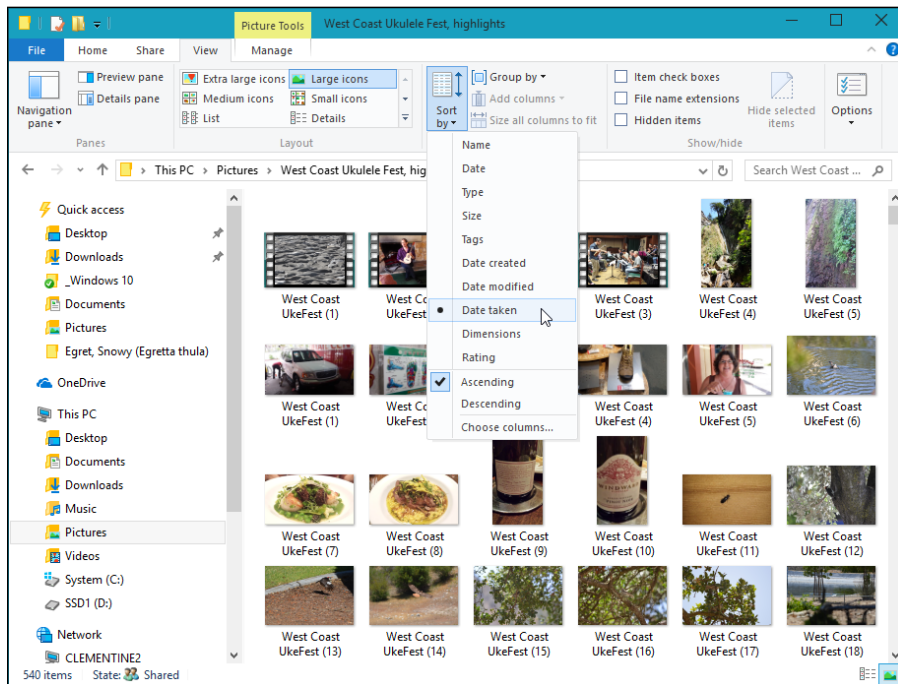 Picture Tools
West Coast Ukulele Fest, highlights
File Home Share View Manage
Navigation pane
Preview pane
Details pane
Panes
Extra large icons Large icons
Medium icons Small icons
List Details
Layout
Sort by
Group by
Add columns
Size all columns to fit
Item check boxes
File name extensions
Hidden items
Hide selected items
Show/hide
Options
This PC › Pictures › West Coast Ukulele Fest, hig
Search West Coast ...
Quick access
Desktop
Downloads
_Windows 10
Documents
Pictures
Egret, Snowy (Egretta thula)
OneDrive
This PC
Desktop
Documents
Downloads
Music
Pictures
Videos
System (C:)
SSD1 (D:)
Network
CLEMENTINE2
Name
Date
Type
Size
Tags
Date created
Date modified
Date taken
Dimensions
Rating
Ascending
Descending
Choose columns...
West Coast UkeFest (1)
West Co UkeFest
West Coast UkeFest (3)
West Coast UkeFest (4)
West Coast UkeFest (5)
West Coast UkeFest (1)
West Co UkeFest
West Coast UkeFest (4)
West Coast UkeFest (5)
West Coast UkeFest (6)
West Coast UkeFest (7)
West Coast UkeFest (8)
West Coast UkeFest (9)
West Coast UkeFest (10)
West Coast UkeFest (11)
West Coast UkeFest (12)
West Coast UkeFest (13)
West Coast UkeFest (14)
West Coast UkeFest (15)
West Coast UkeFest (16)
West Coast UkeFest (17)
West Coast UkeFest (18)
540 items State: Shared